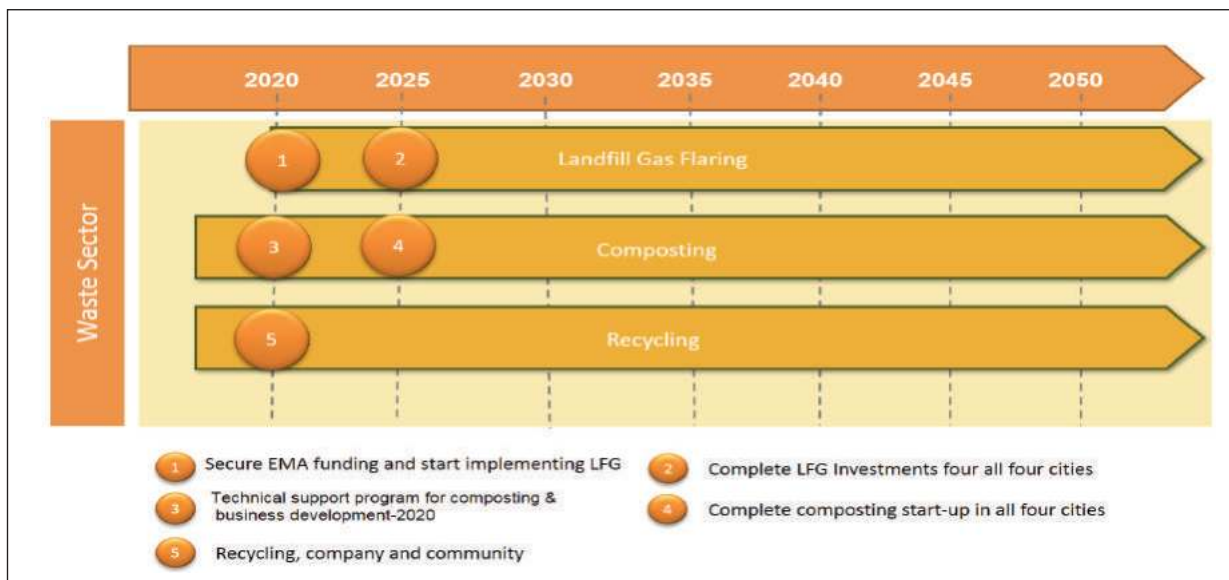 2020 2025 2030 2035 2040 2045 2050
Waste Sector
1 2 Landfill Gas Flaring
3 4 Composting
5 Recycling
1 Secure EMA funding and start implementing LFG
2 Complete LFG Investments four all four cities
3 Technical support program for composting &
business development-2020
4 Complete composting start-up in all four cities
5 Recycling, company and community